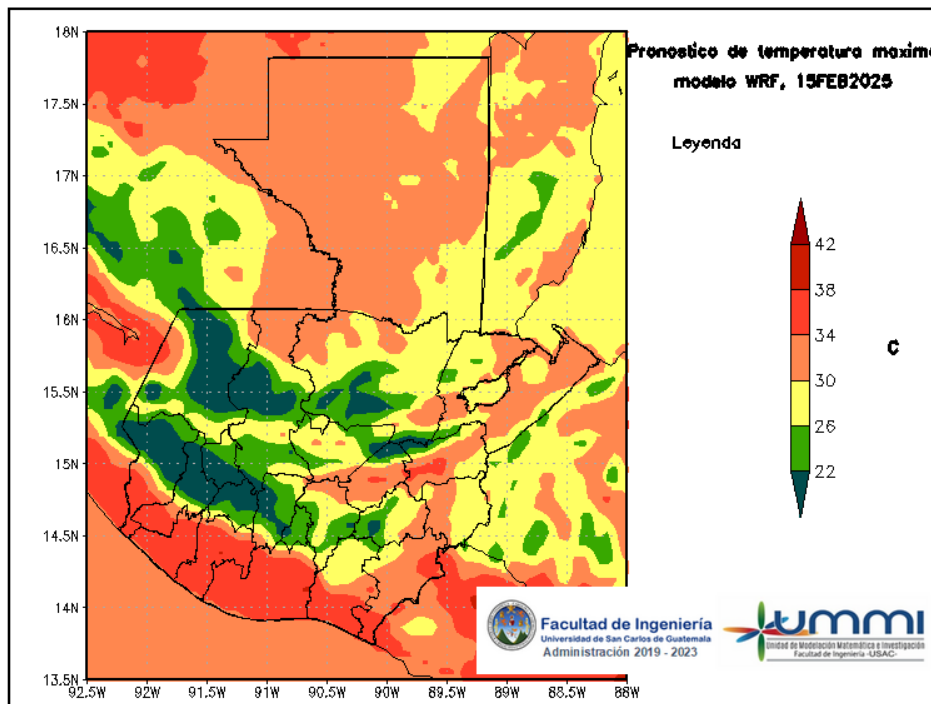 18N
17.5N
17N
16.5N
16N
15.5N
15N
14.5N
14N
13.5N
92.5W 92W 91.5W 91W 90.5W 90W 89.5W 89W 88.5W 88W
Pronostico de temperatura maxima
modelo WRF, 15FEB2025
Leyenda
42
38
34
30
26
22
C
Facultad de Ingeniería
Universidad de San Carlos de Guatemala
Administración 2019 - 2023
UMMI
Unidad de Modelación Matemática e Investigación
Facultad de Ingeniería -USAC-